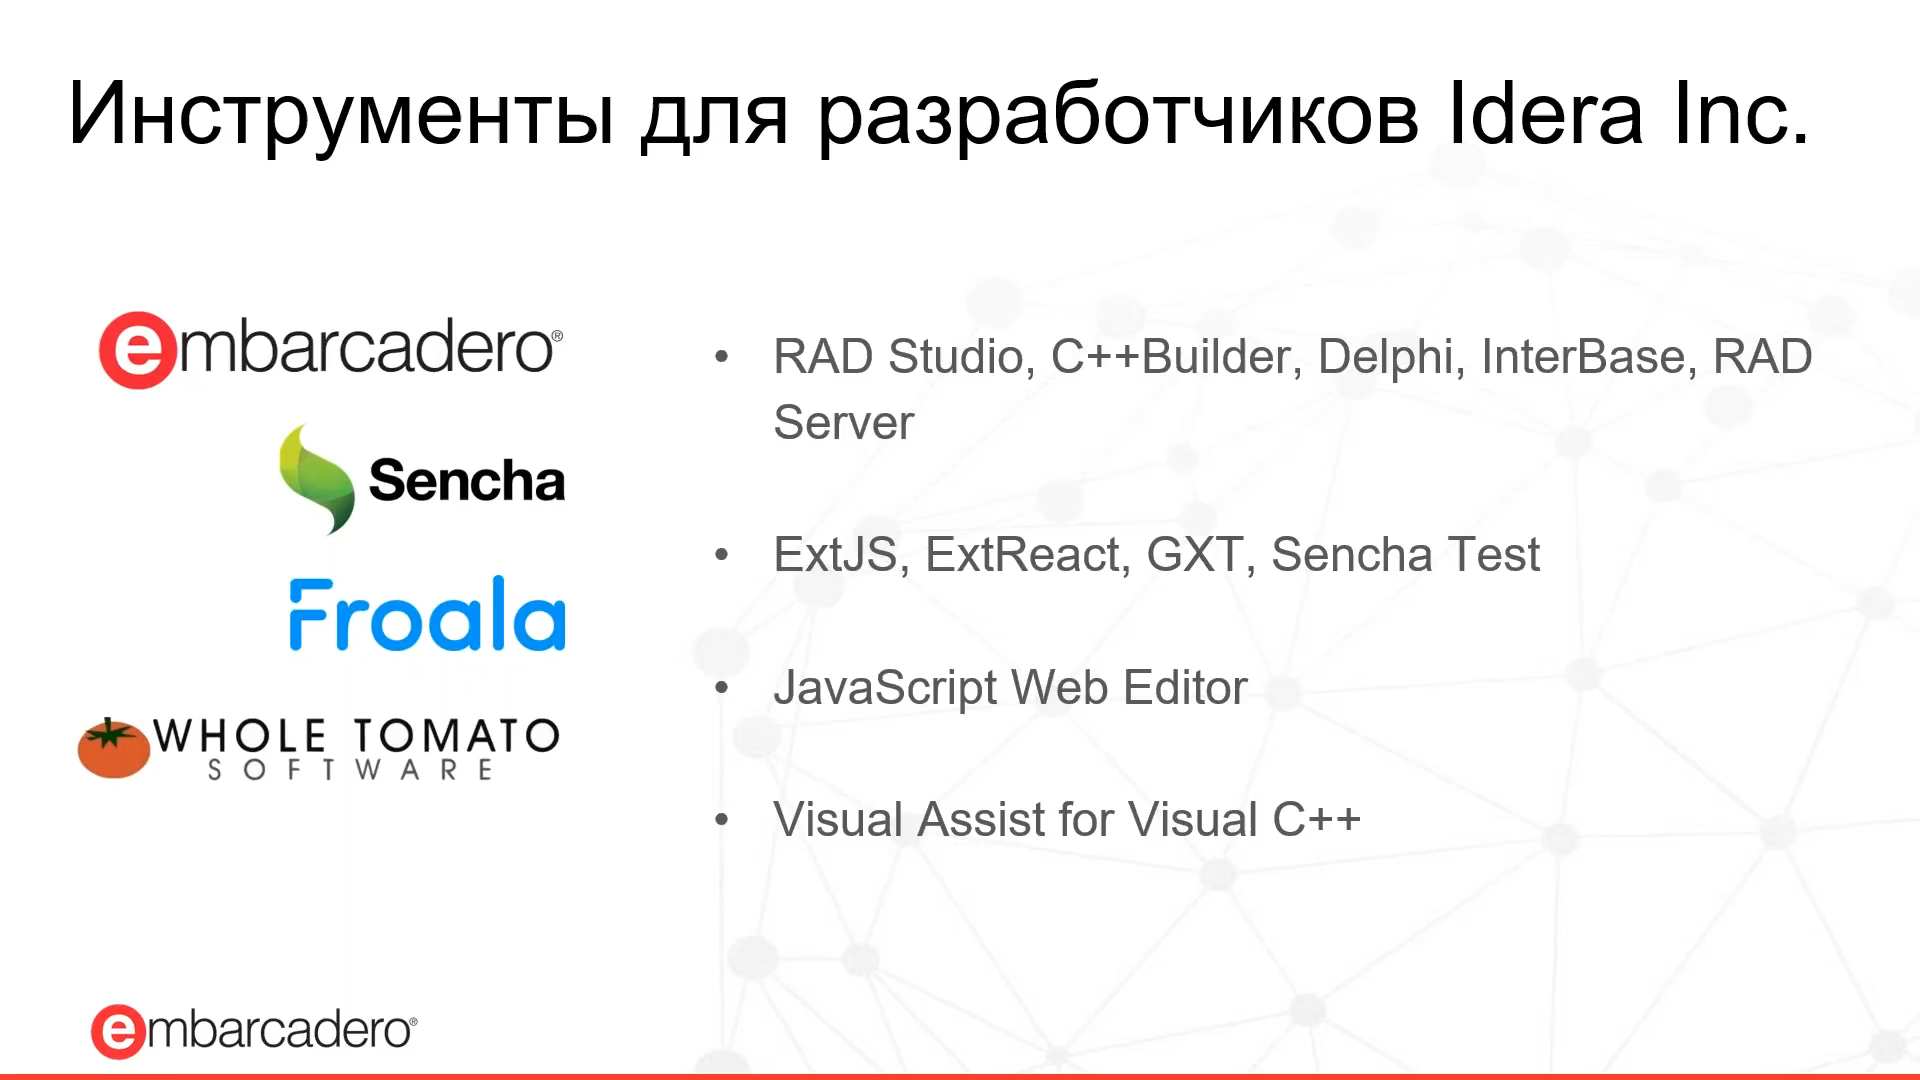 Инструменты для разработчиков Idera Inc.
embarcadero®
• RAD Studio, C++Builder, Delphi, InterBase, RAD
Server
Sencha
• ExtJS, ExtReact, GXT, Sencha Test
Froala
• JavaScript Web Editor
WHOLE TOMATO
SOFTWARE
• Visual Assist for Visual C++
embarcadero®